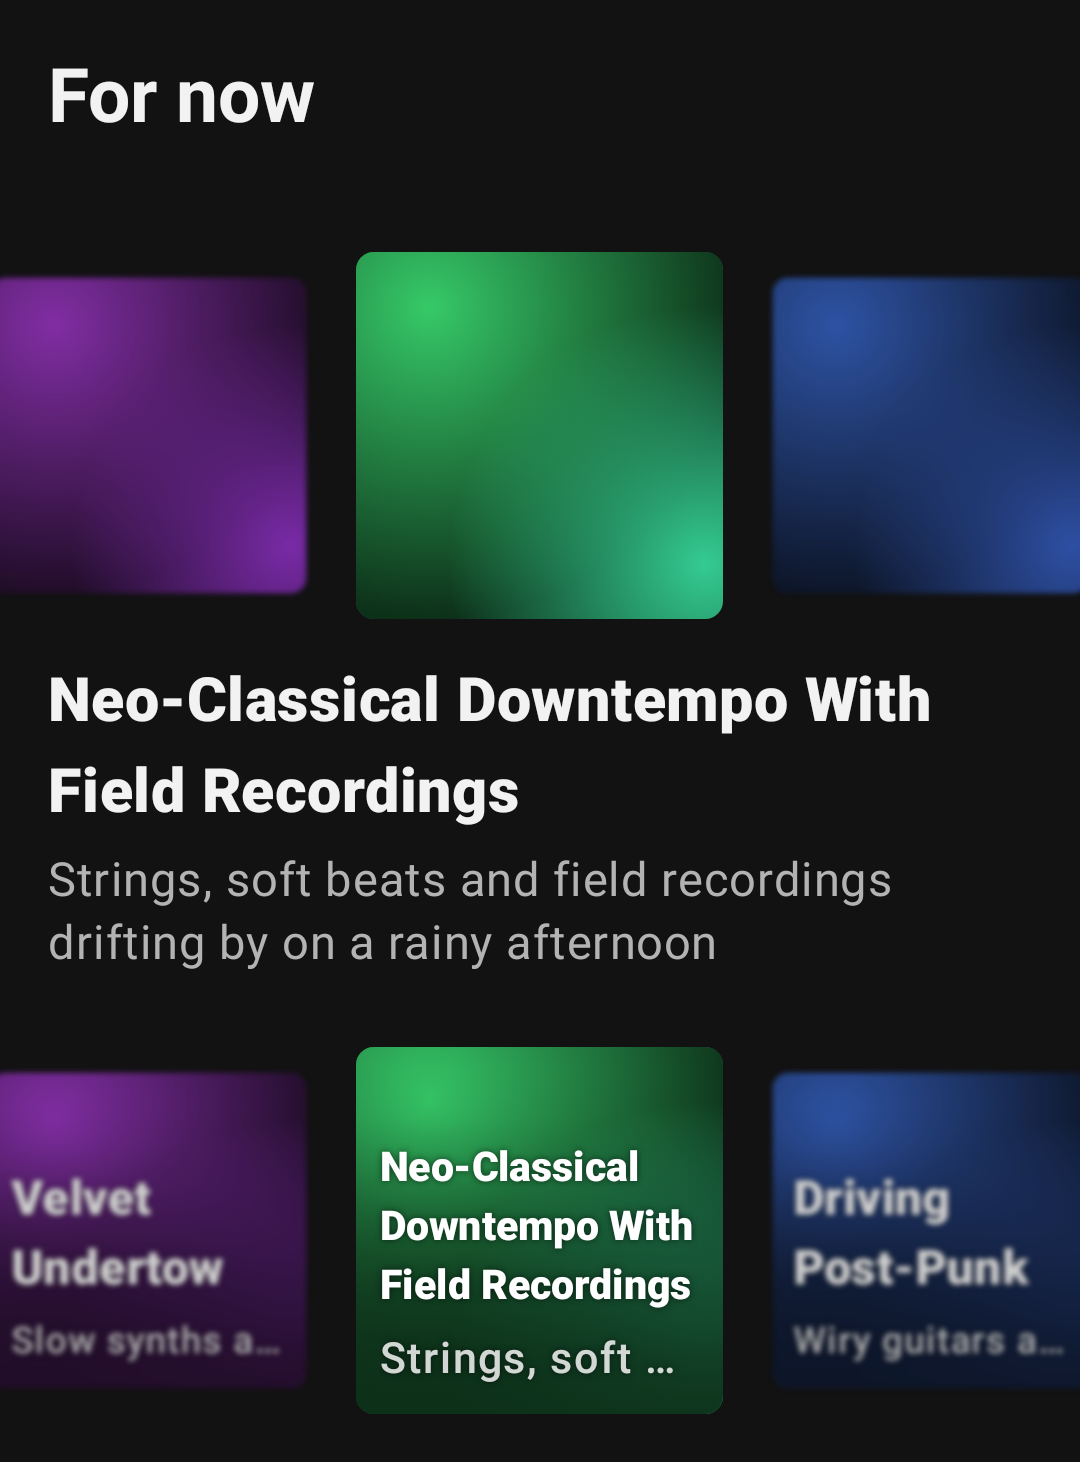 For now
Neo-Classical Downtempo With
Field Recordings
Strings, soft beats and field recordings
drifting by on a rainy afternoon
Velvet
Undertow
Slow synths a…
Neo-Classical
Downtempo With
Field Recordings
Strings, soft …
Driving
Post-Punk
Wiry guitars a…